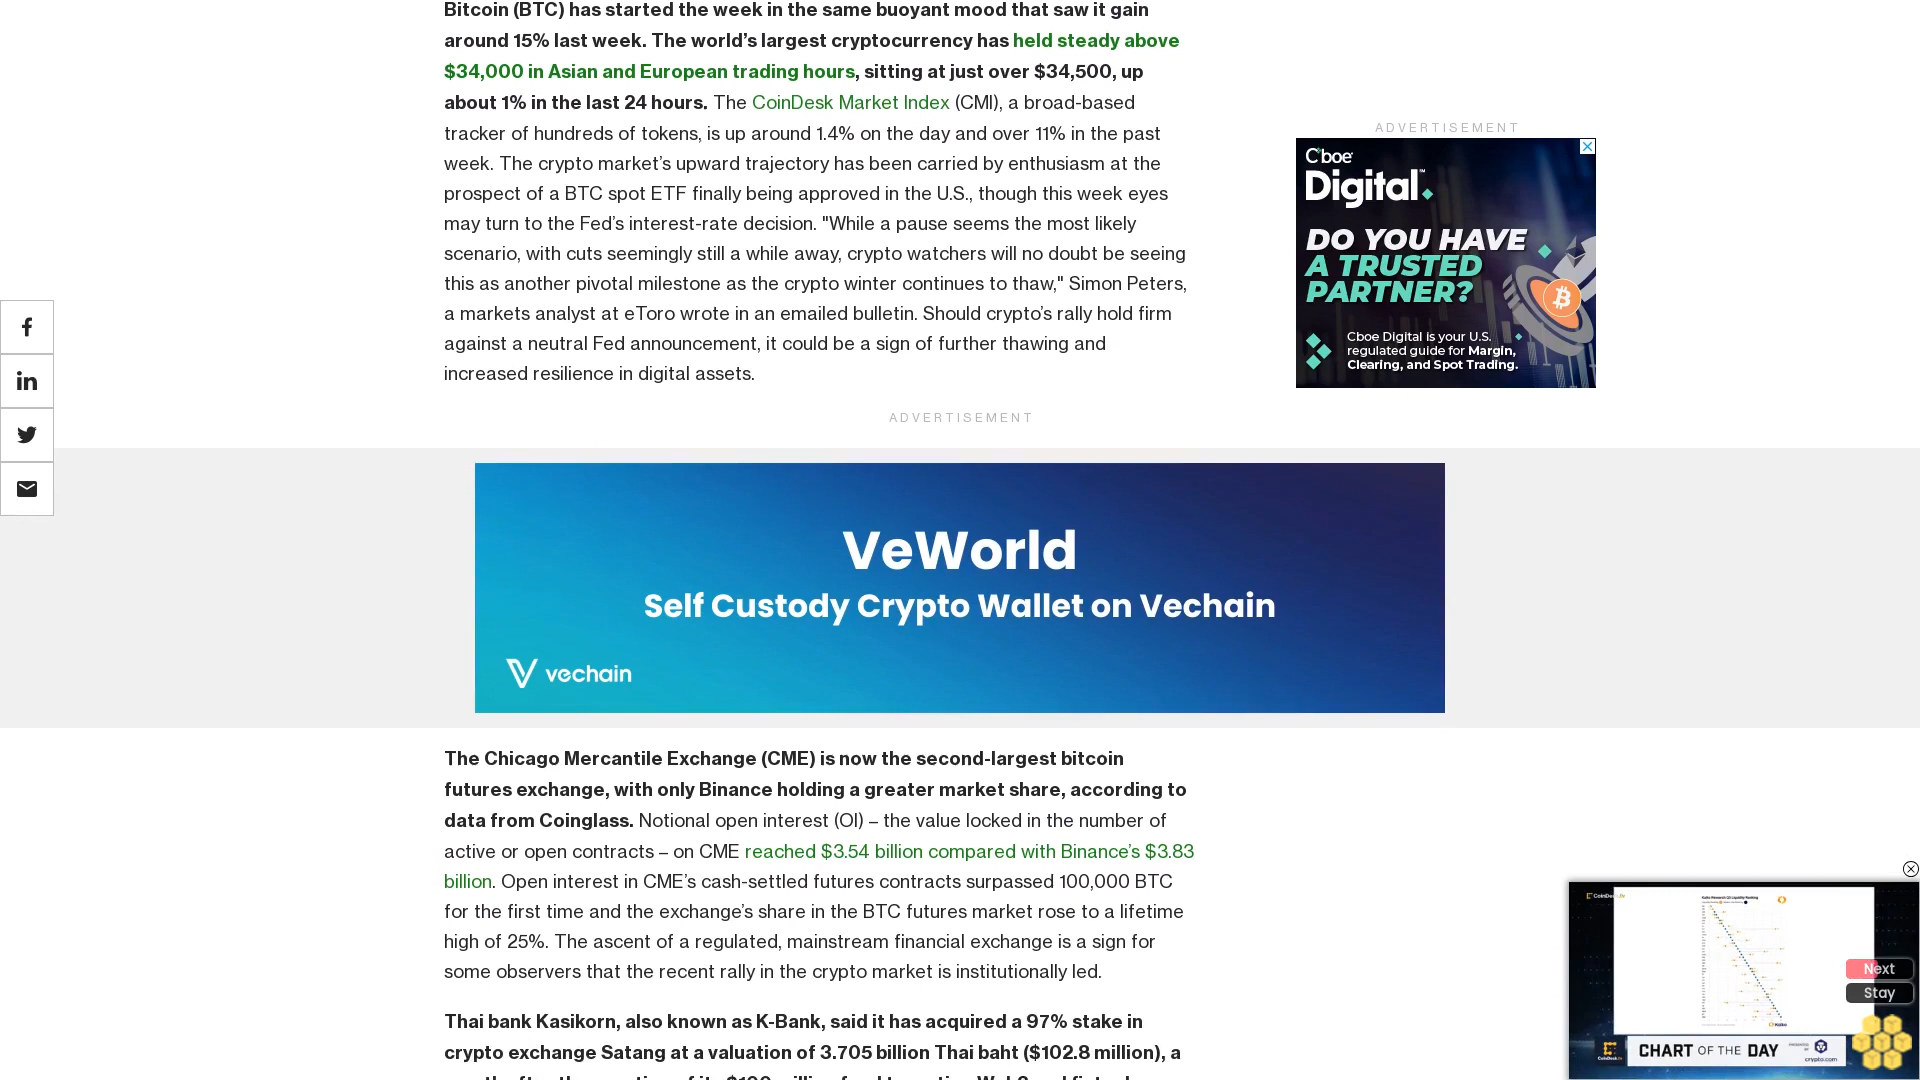 Bitcoin (BTC) has started the week in the same buoyant mood that saw it gain
around 15% last week. The world’s largest cryptocurrency has held steady above
$34,000 in Asian and European trading hours, sitting at just over $34,500, up
about 1% in the last 24 hours. The CoinDesk Market Index (CMI), a broad-based
tracker of hundreds of tokens, is up around 1.4% on the day and over 11% in the past
week. The crypto market’s upward trajectory has been carried by enthusiasm at the
prospect of a BTC spot ETF finally being approved in the U.S., though this week eyes
may turn to the Fed’s interest-rate decision. "While a pause seems the most likely
scenario, with cuts seemingly still a while away, crypto watchers will no doubt be seeing
this as another pivotal milestone as the crypto winter continues to thaw," Simon Peters,
a markets analyst at eToro wrote in an emailed bulletin. Should crypto’s rally hold firm
against a neutral Fed announcement, it could be a sign of further thawing and
increased resilience in digital assets.
ADVERTISEMENT
Cboe
Digital™
DO YOU HAVE
A TRUSTED
PARTNER?
Cboe Digital is your U.S.
regulated guide for Margin,
Clearing, and Spot Trading.
ADVERTISEMENT
VeWorld
Self Custody Crypto Wallet on Vechain
vechain
The Chicago Mercantile Exchange (CME) is now the second-largest bitcoin
futures exchange, with only Binance holding a greater market share, according to
data from Coinglass. Notional open interest (OI) – the value locked in the number of
active or open contracts – on CME reached $3.54 billion compared with Binance’s $3.83
billion. Open interest in CME’s cash-settled futures contracts surpassed 100,000 BTC
for the first time and the exchange’s share in the BTC futures market rose to a lifetime
high of 25%. The ascent of a regulated, mainstream financial exchange is a sign for
some observers that the recent rally in the crypto market is institutionally led.
Thai bank Kasikorn, also known as K-Bank, said it has acquired a 97% stake in
crypto exchange Satang at a valuation of 3.705 billion Thai baht ($102.8 million), a
Next
Stay
CoinDesk
CHART OF THE DAY
PRESENTED BY
crypto.com